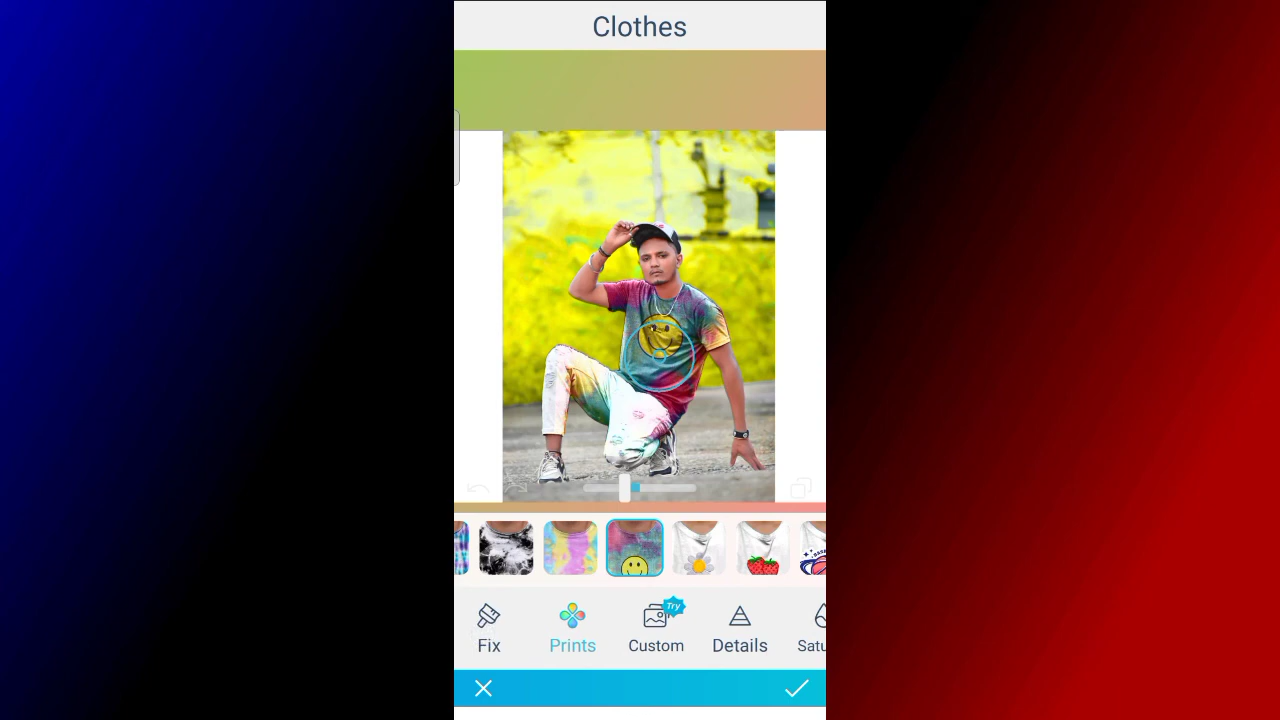 Clothes
Try
Fix
Prints
Custom
Details
Satu